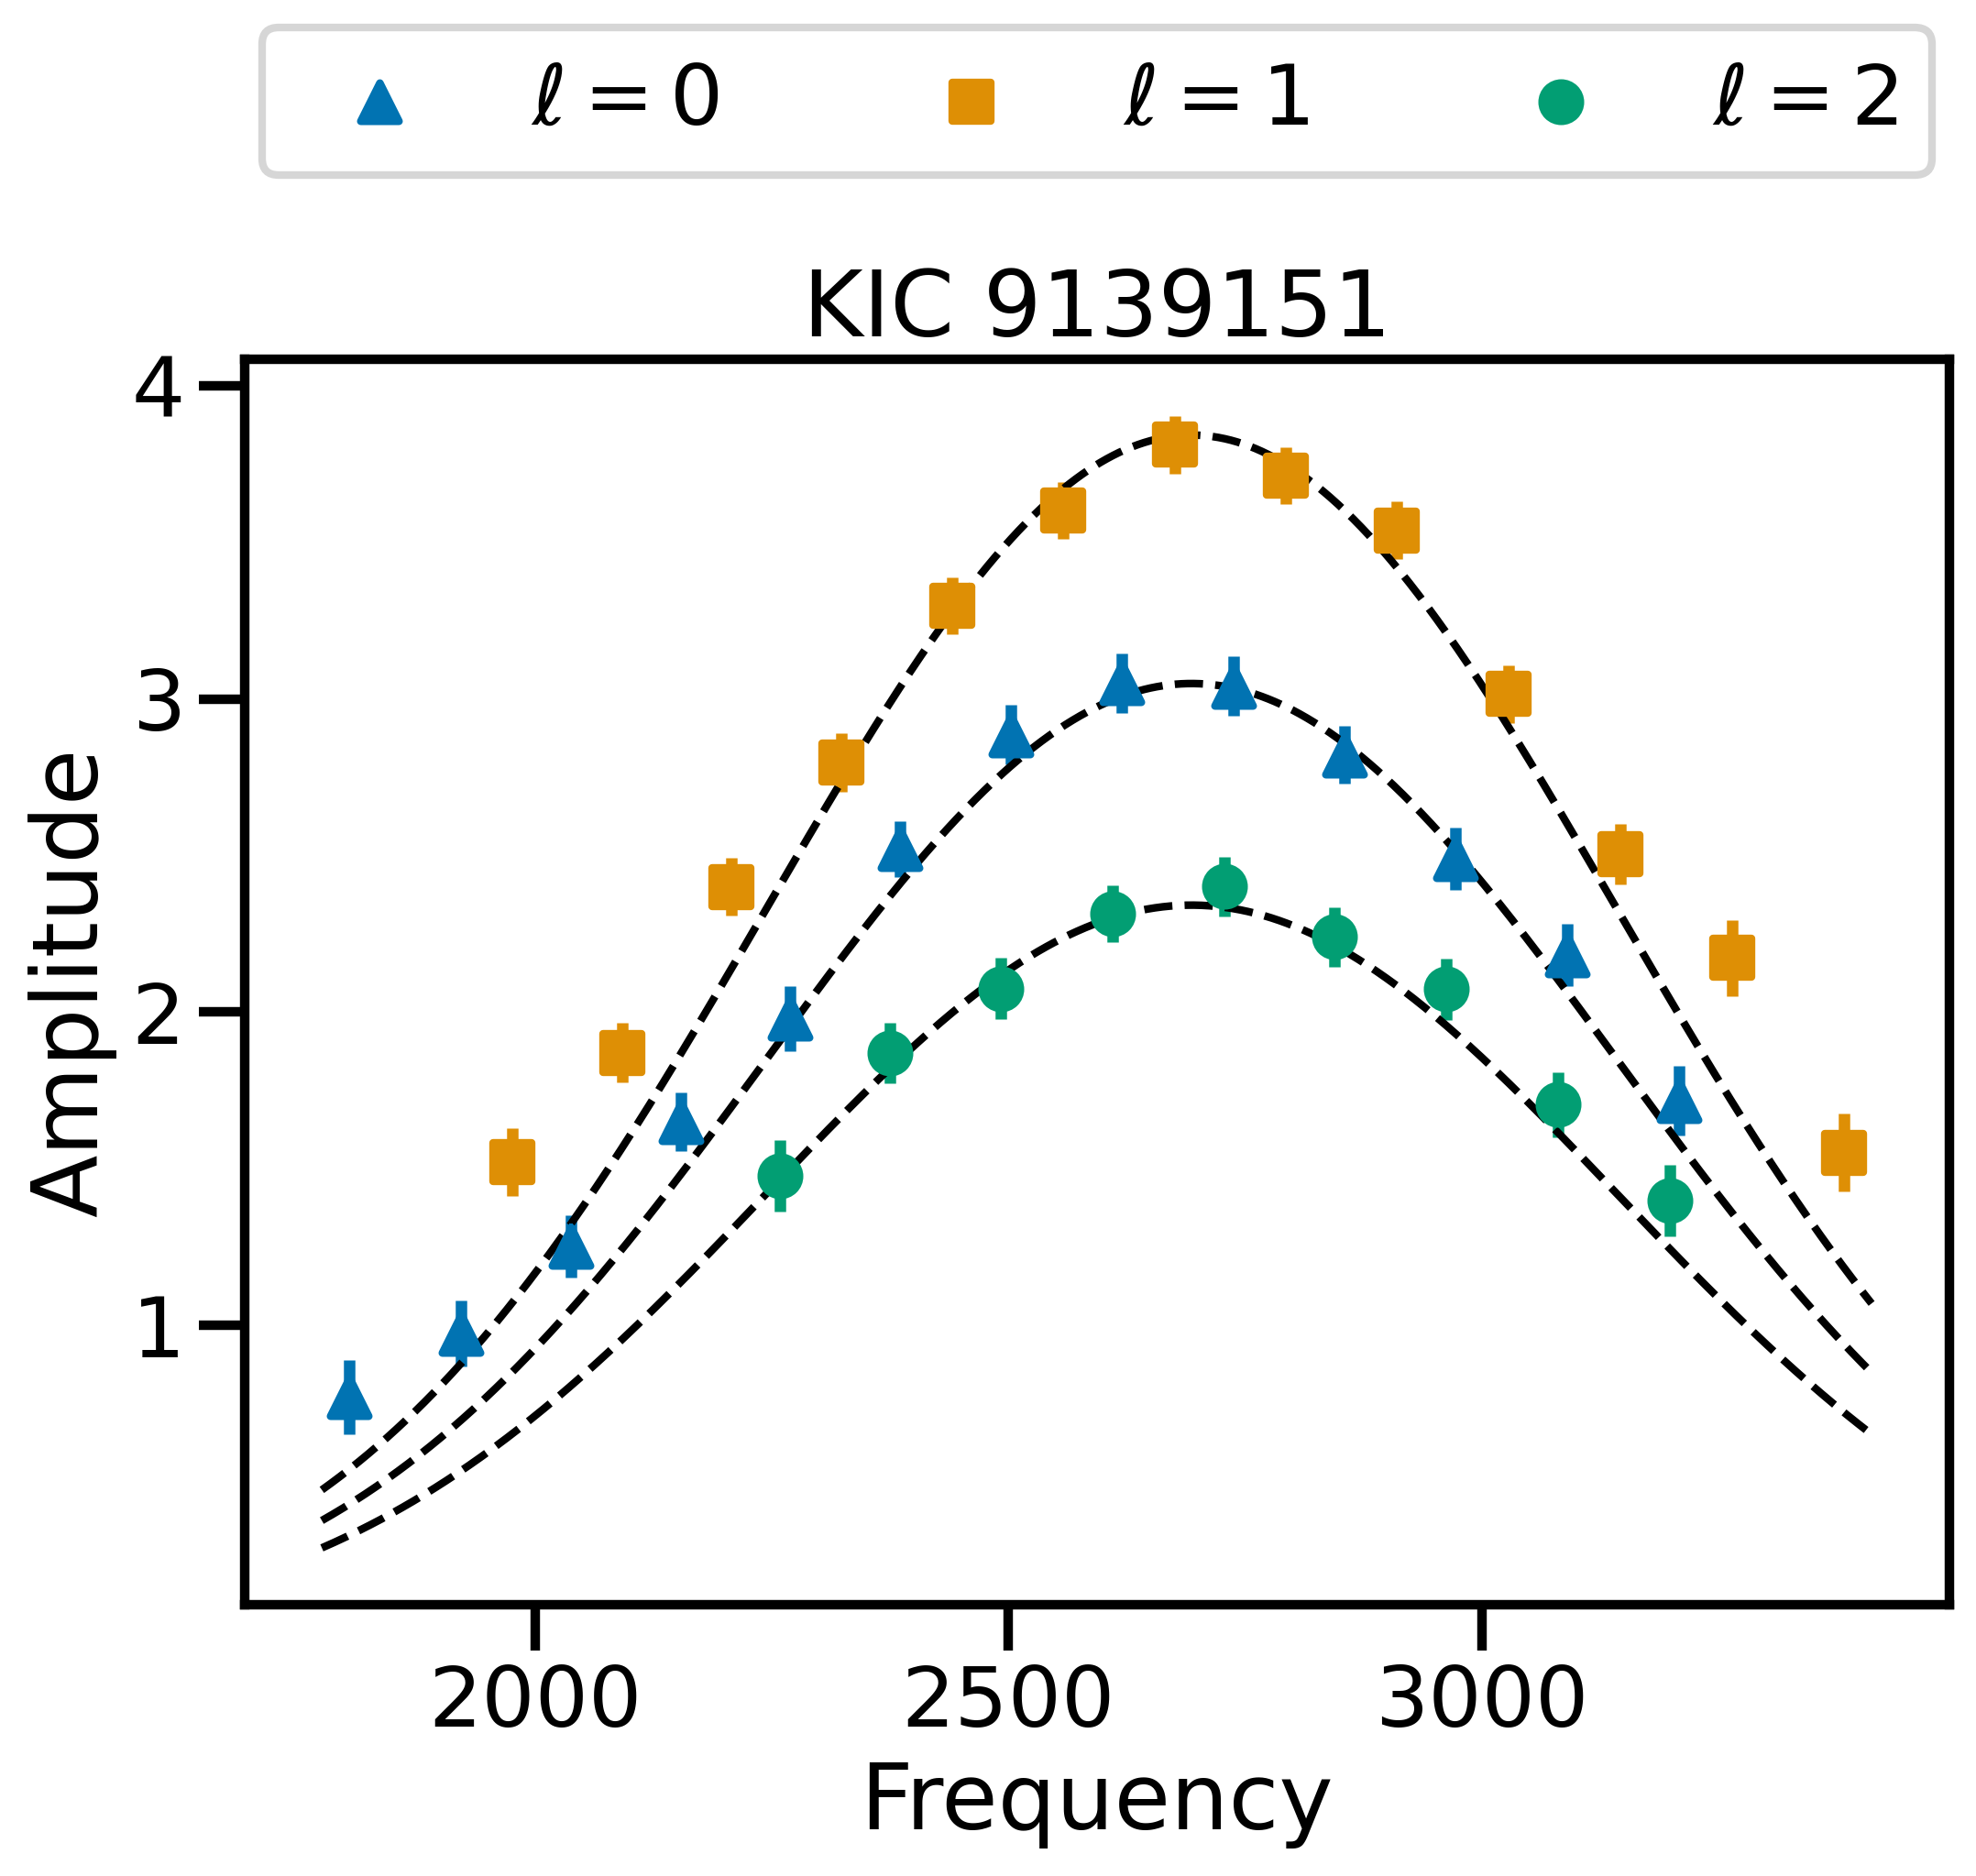 ℓ = 0 ℓ = 1 ℓ = 2
KIC 9139151
4
3
2
1
Amplitude
2000 2500 3000
Frequency